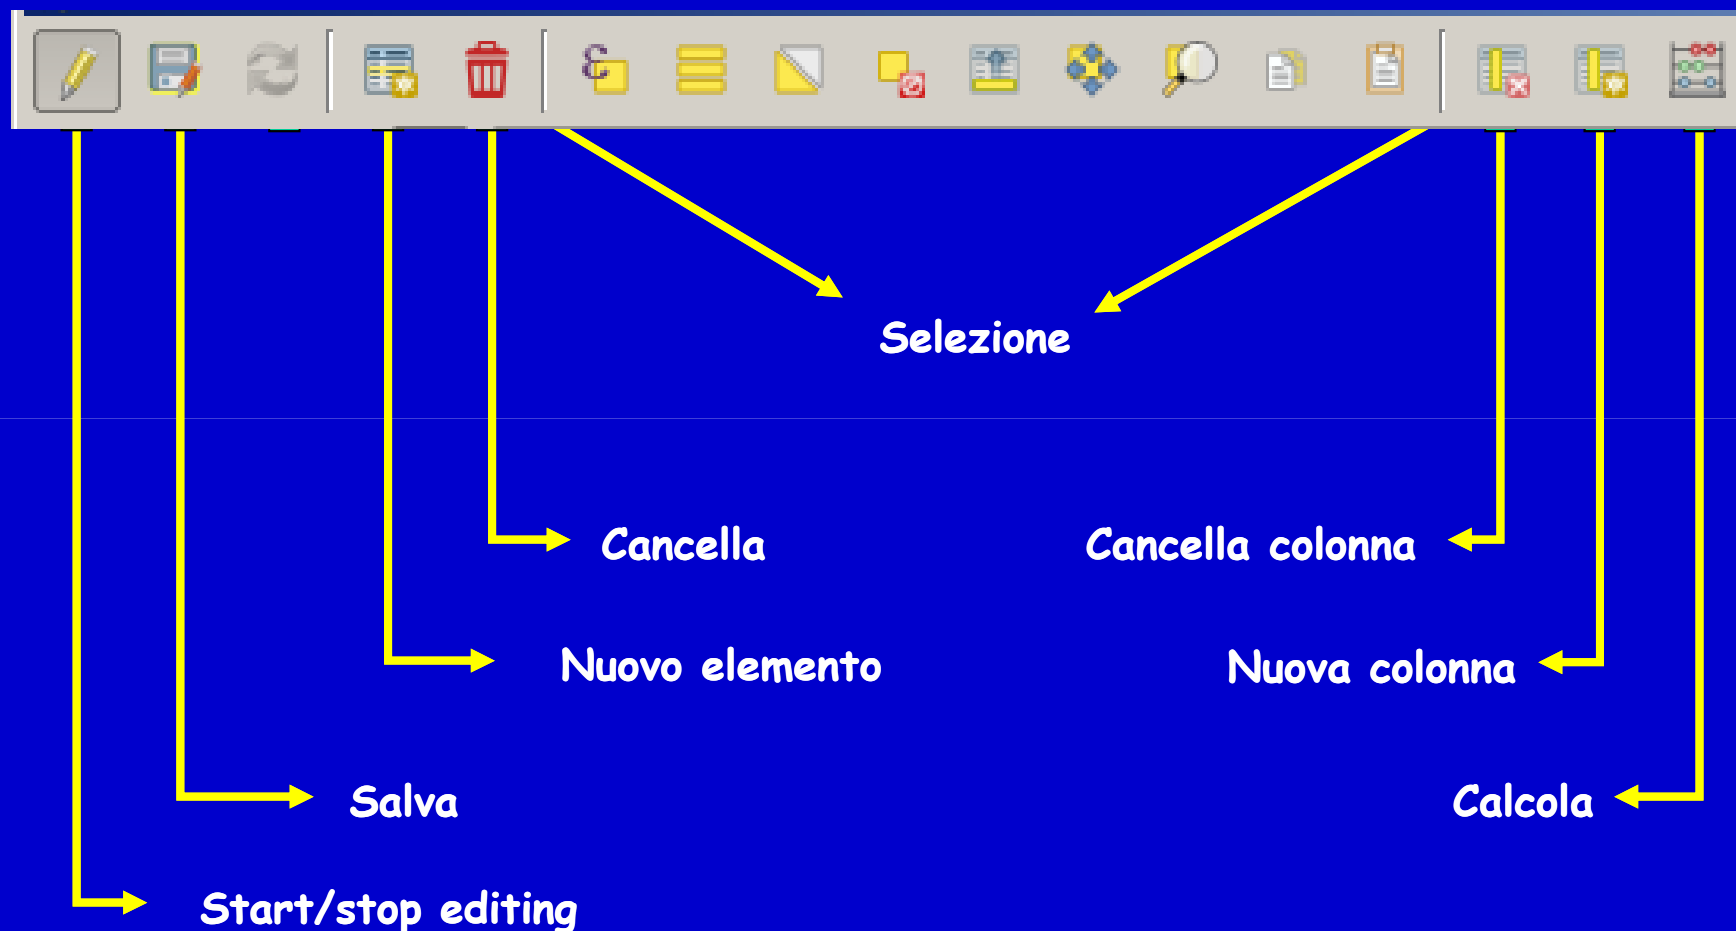 Selezione
Cancella
Cancella colonna
Nuovo elemento
Nuova colonna
Salva
Calcola
Start/stop editing